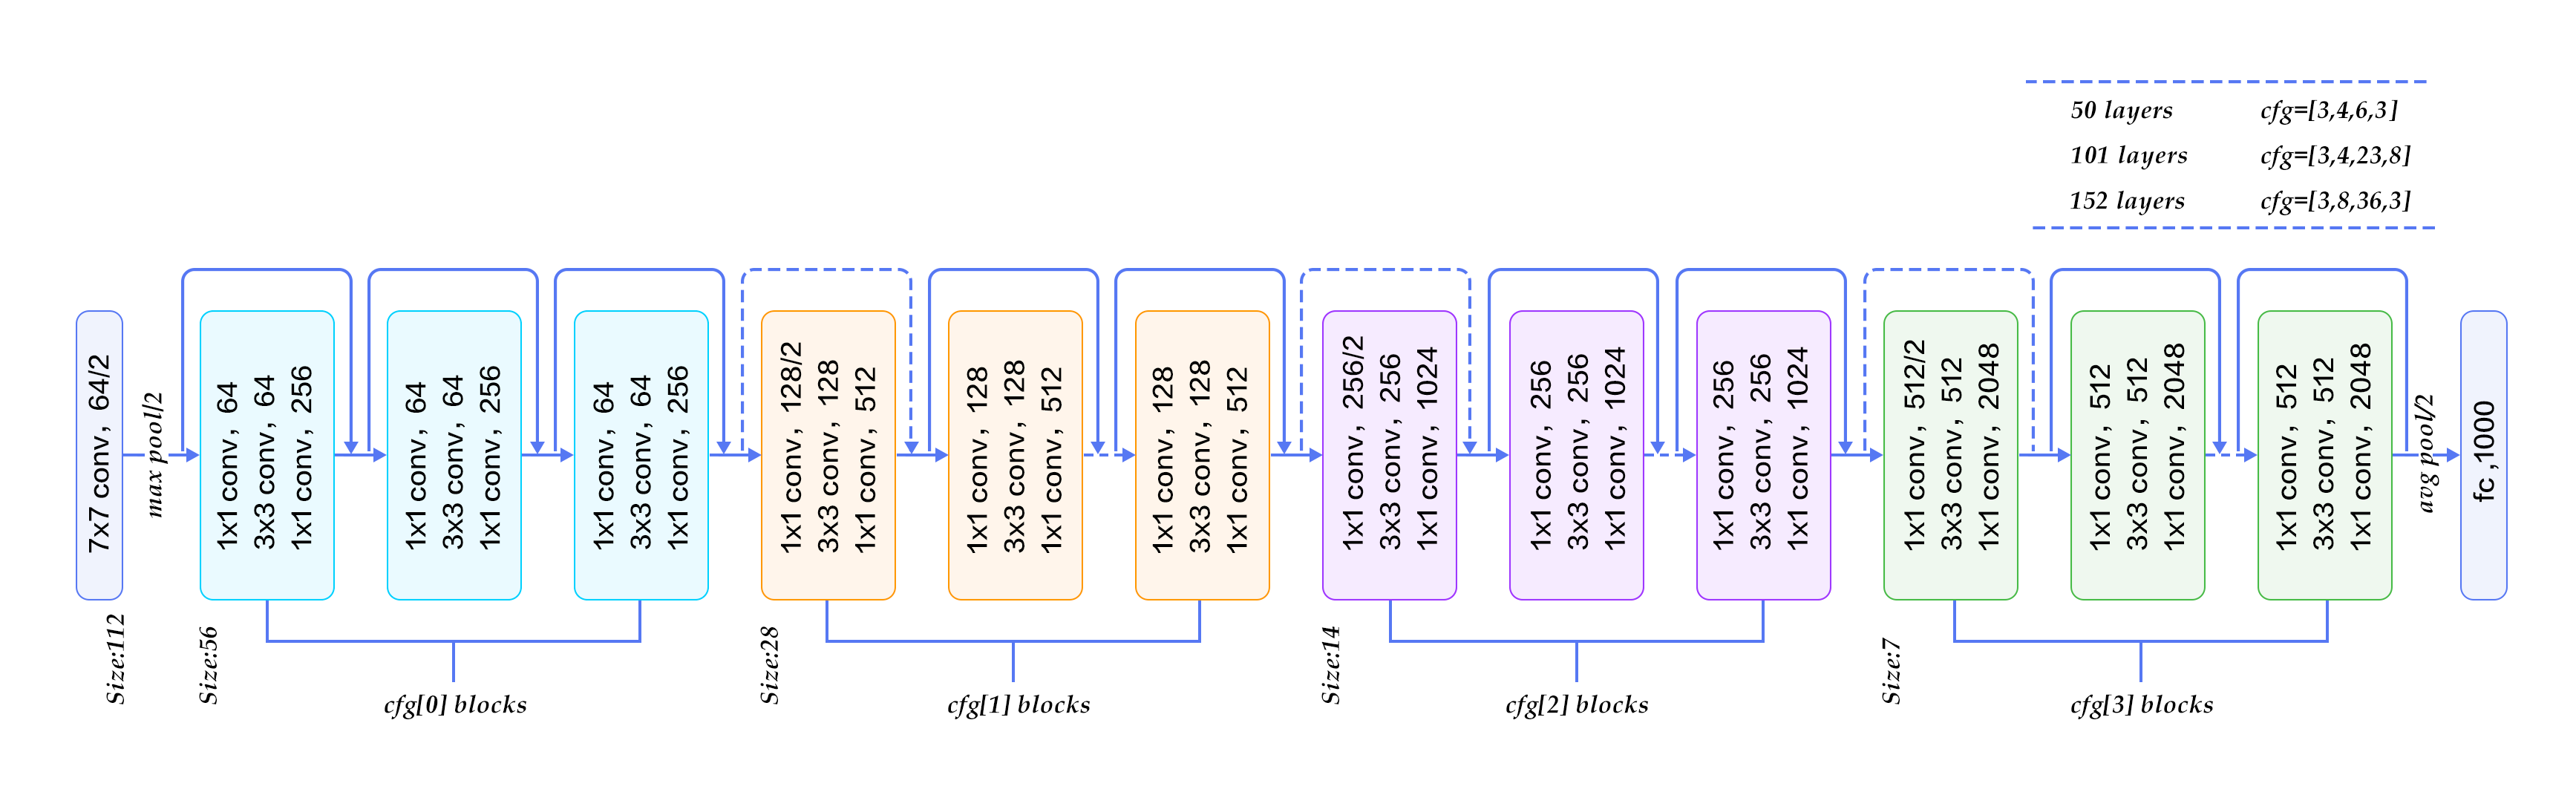 50 layers cfg=[3,4,6,3]
101 layers cfg=[3,4,23,8]
152 layers cfg=[3,8,36,3]
7x7 conv, 64/2
max pool/2
1x1 conv, 64
3x3 conv, 64
1x1 conv, 256
1x1 conv, 64
3x3 conv, 64
1x1 conv, 256
1x1 conv, 64
3x3 conv, 64
1x1 conv, 256
1x1 conv, 128/2
3x3 conv, 128
1x1 conv, 512
1x1 conv, 128
3x3 conv, 128
1x1 conv, 512
1x1 conv, 128
3x3 conv, 128
1x1 conv, 512
1x1 conv, 256/2
3x3 conv, 256
1x1 conv, 1024
1x1 conv, 256
3x3 conv, 256
1x1 conv, 1024
1x1 conv, 256
3x3 conv, 256
1x1 conv, 1024
1x1 conv, 512/2
3x3 conv, 512
1x1 conv, 2048
1x1 conv, 512
3x3 conv, 512
1x1 conv, 2048
1x1 conv, 512
3x3 conv, 512
1x1 conv, 2048
avg pool/2
fc ,1000
Size:112
Size:56
cfg[0] blocks
Size:28
cfg[1] blocks
Size:14
cfg[2] blocks
Size:7
cfg[3] blocks